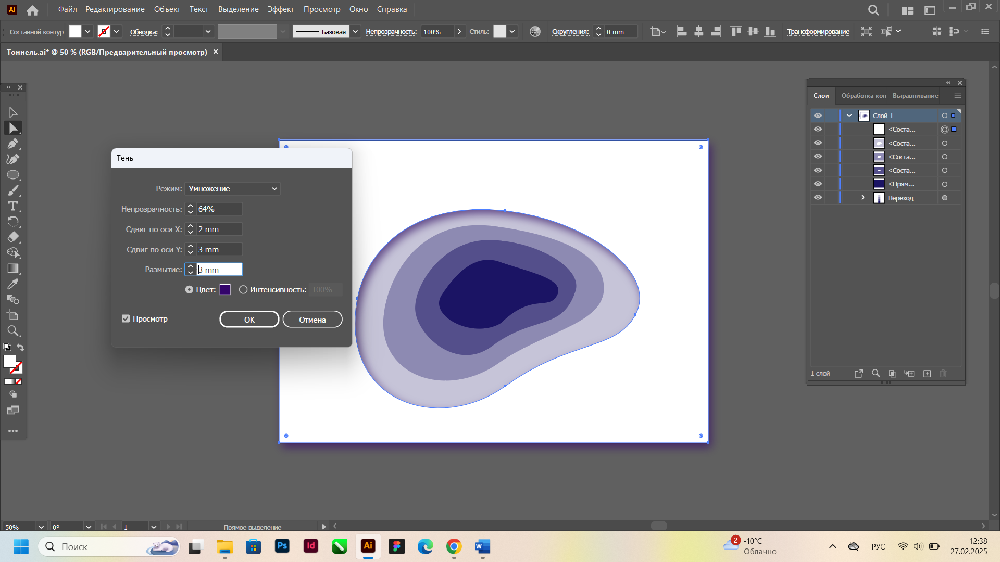 Ai Файл Редактирование Объект Текст Выделение Эффект Просмотр Окно Справка
Составной контур Обводка: Базовая Непрозрачность: 100% Стиль: Скругления: 0 mm Трансформирование
Тоннель.ai* @ 50 % (RGB/Предварительный просмотр)
Слои Обработка кон Выравнивание
Слой 1
<Соста...
<Соста...
<Соста...
<Соста...
<Прям...
Переход
1 слой
Тень
Режим: Умножение
Непрозрачность: 64%
Сдвиг по оси X: 2 mm
Сдвиг по оси Y: 3 mm
Размытие: 3 mm
Цвет: Интенсивность: 100%
Просмотр OK Отмена
T
50% 0° 1 Прямое выделение
Поиск Ps Id Ai W 2 -10°C
Облачно
РУС 12:38
27.02.2025